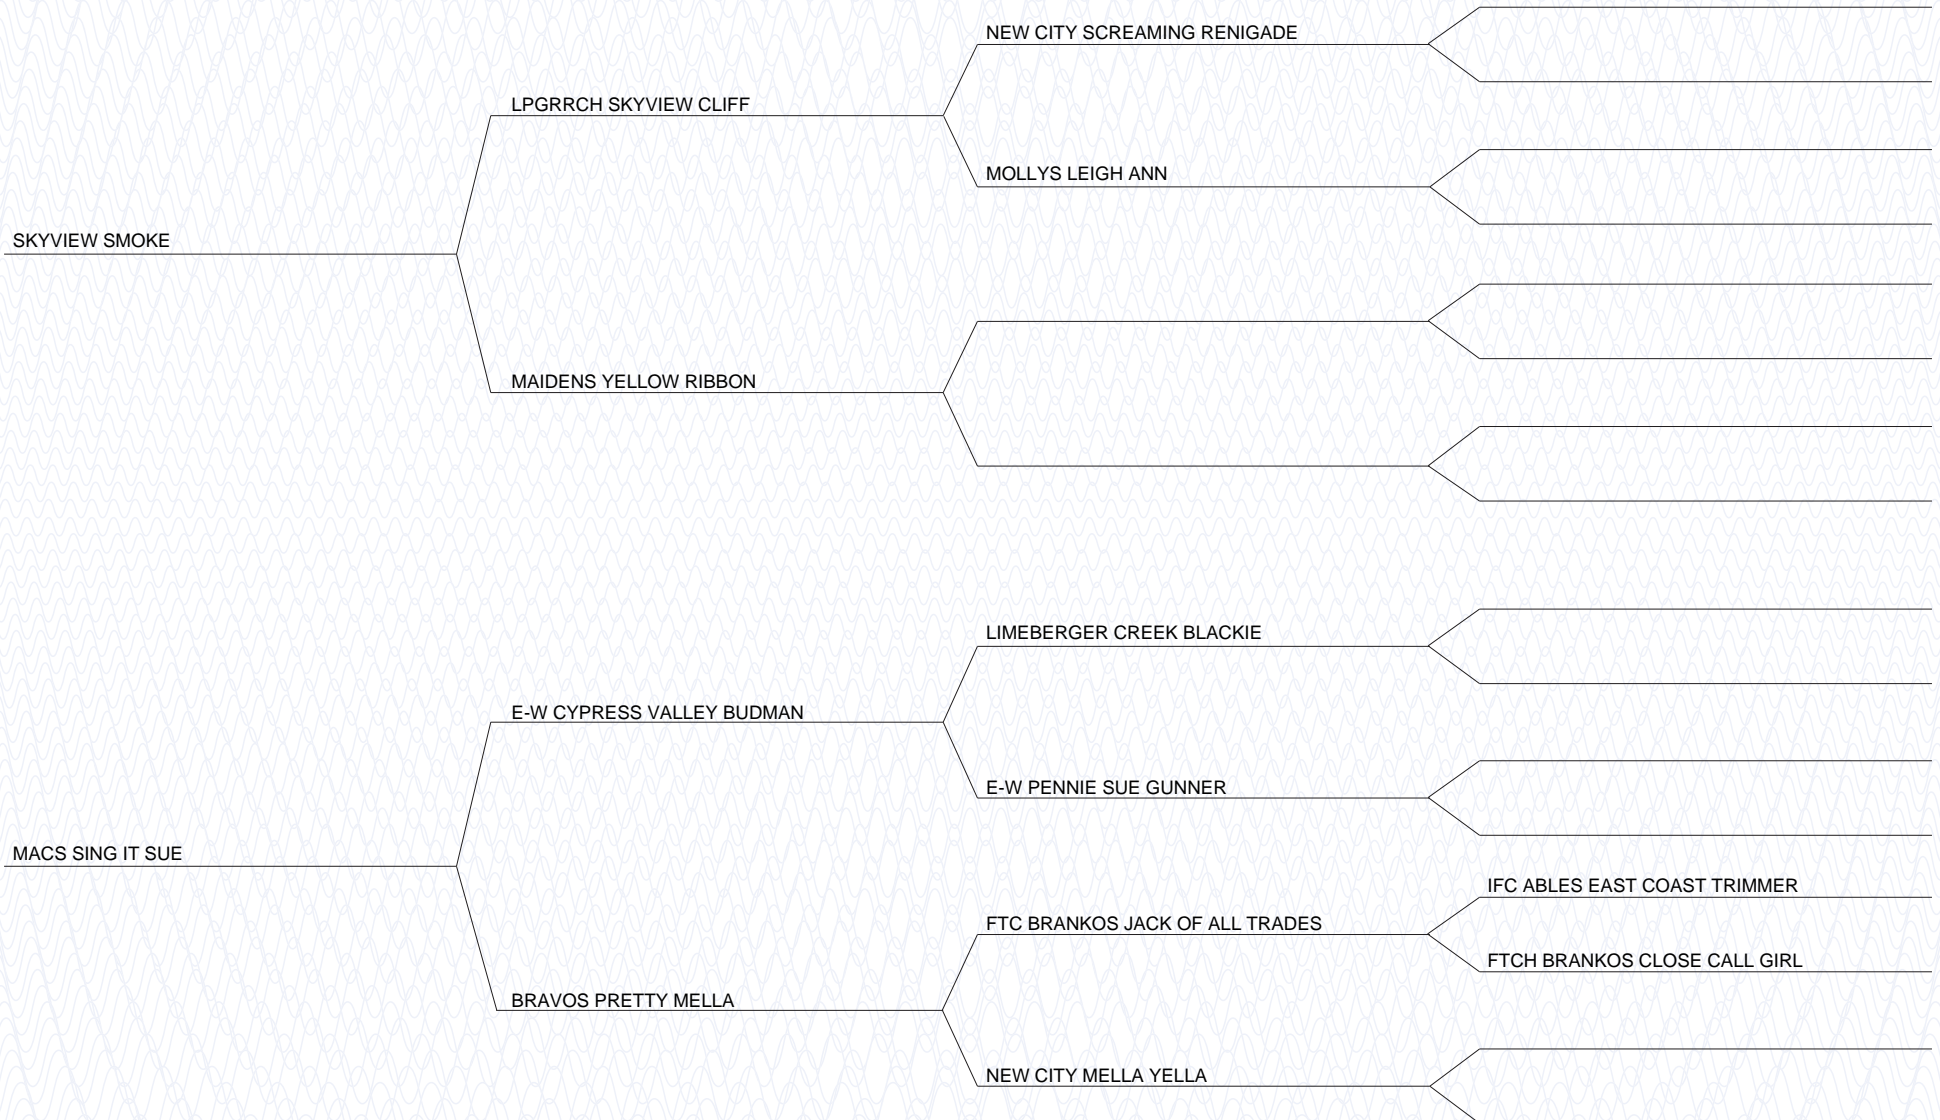 NEW CITY SCREAMING RENIGADE
LPGRRCH SKYVIEW CLIFF
MOLLYS LEIGH ANN
SKYVIEW SMOKE
MAIDENS YELLOW RIBBON
LIMEBERGER CREEK BLACKIE
E-W CYPRESS VALLEY BUDMAN
E-W PENNIE SUE GUNNER
MACS SING IT SUE
IFC ABLES EAST COAST TRIMMER
FTC BRANKOS JACK OF ALL TRADES
FTCH BRANKOS CLOSE CALL GIRL
BRAVOS PRETTY MELLA
NEW CITY MELLA YELLA